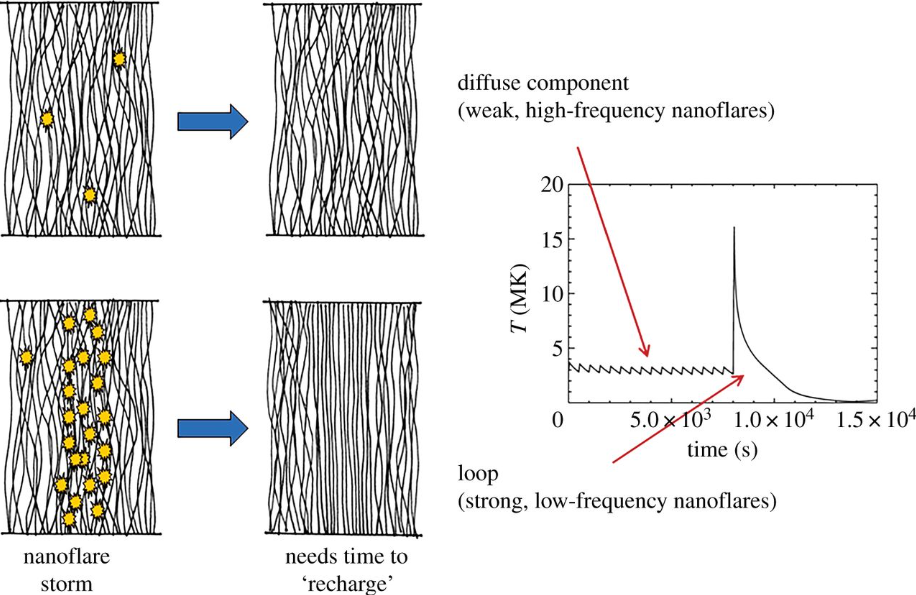 diffuse component
(weak, high-frequency nanoflares)
20
15
10
5
T (MK)
0 5.0×10³ 1.0×10⁴ 1.5×10⁴
time (s)
loop
(strong, low-frequency nanoflares)
nanoflare
storm
needs time to
‘recharge’